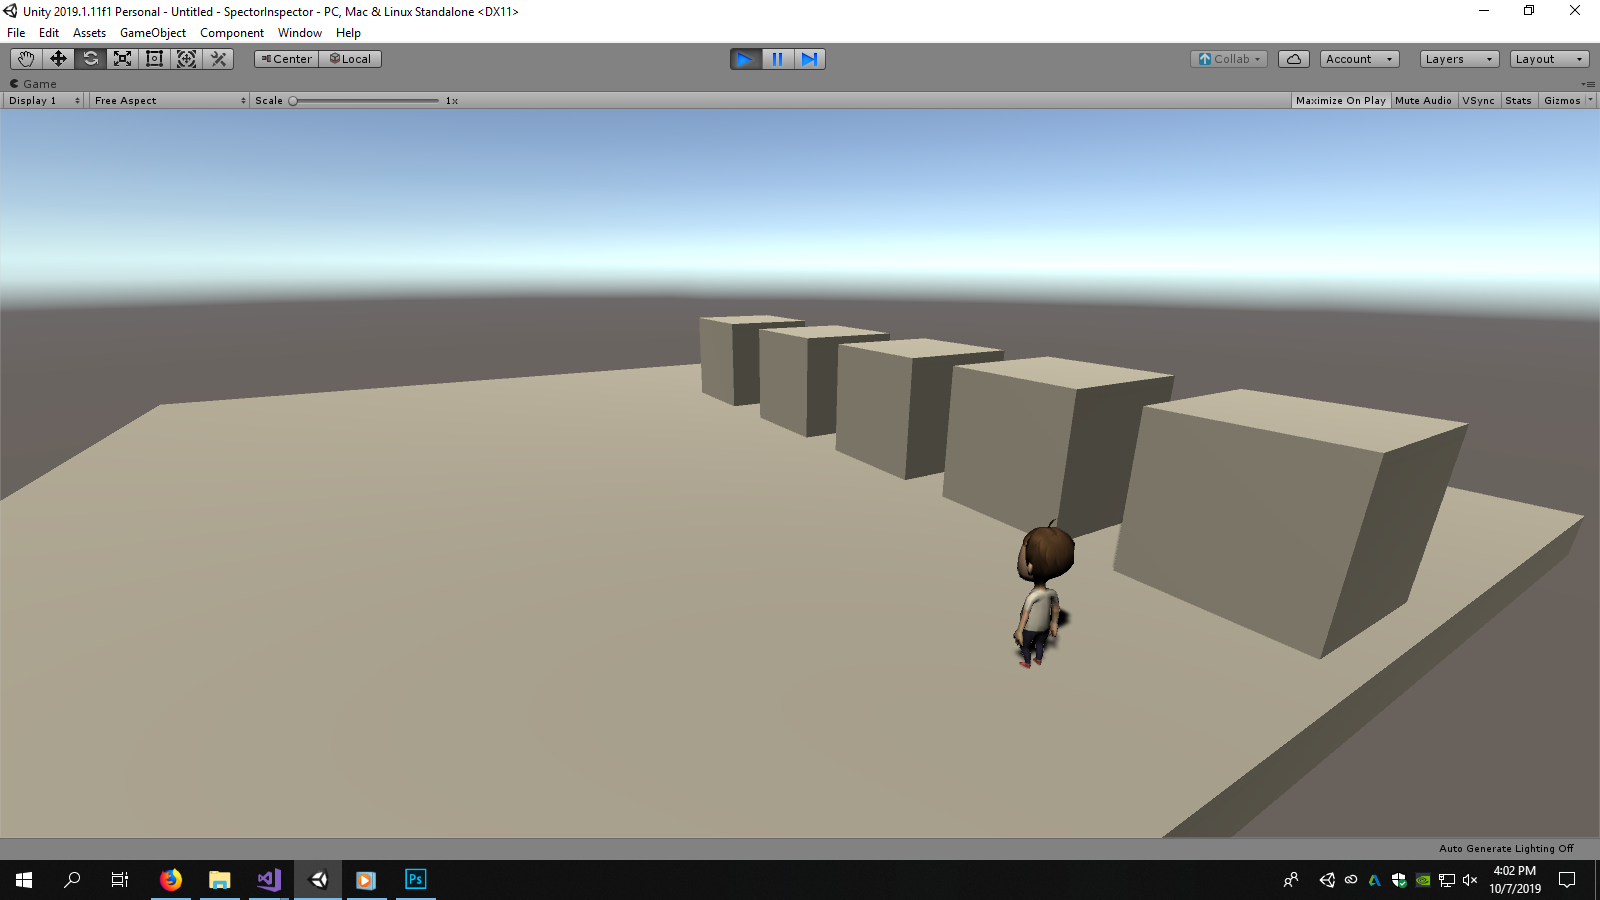 Unity 2019.1.11f1 Personal - Untitled - SpectorInspector - PC, Mac & Linux Standalone <DX11>
File Edit Assets GameObject Component Window Help
Center Local Collab Account Layers Layout
Game
Display 1 Free Aspect Scale 1x Maximize On Play Mute Audio VSync Stats Gizmos
Auto Generate Lighting Off
Ps
4:02 PM
10/7/2019